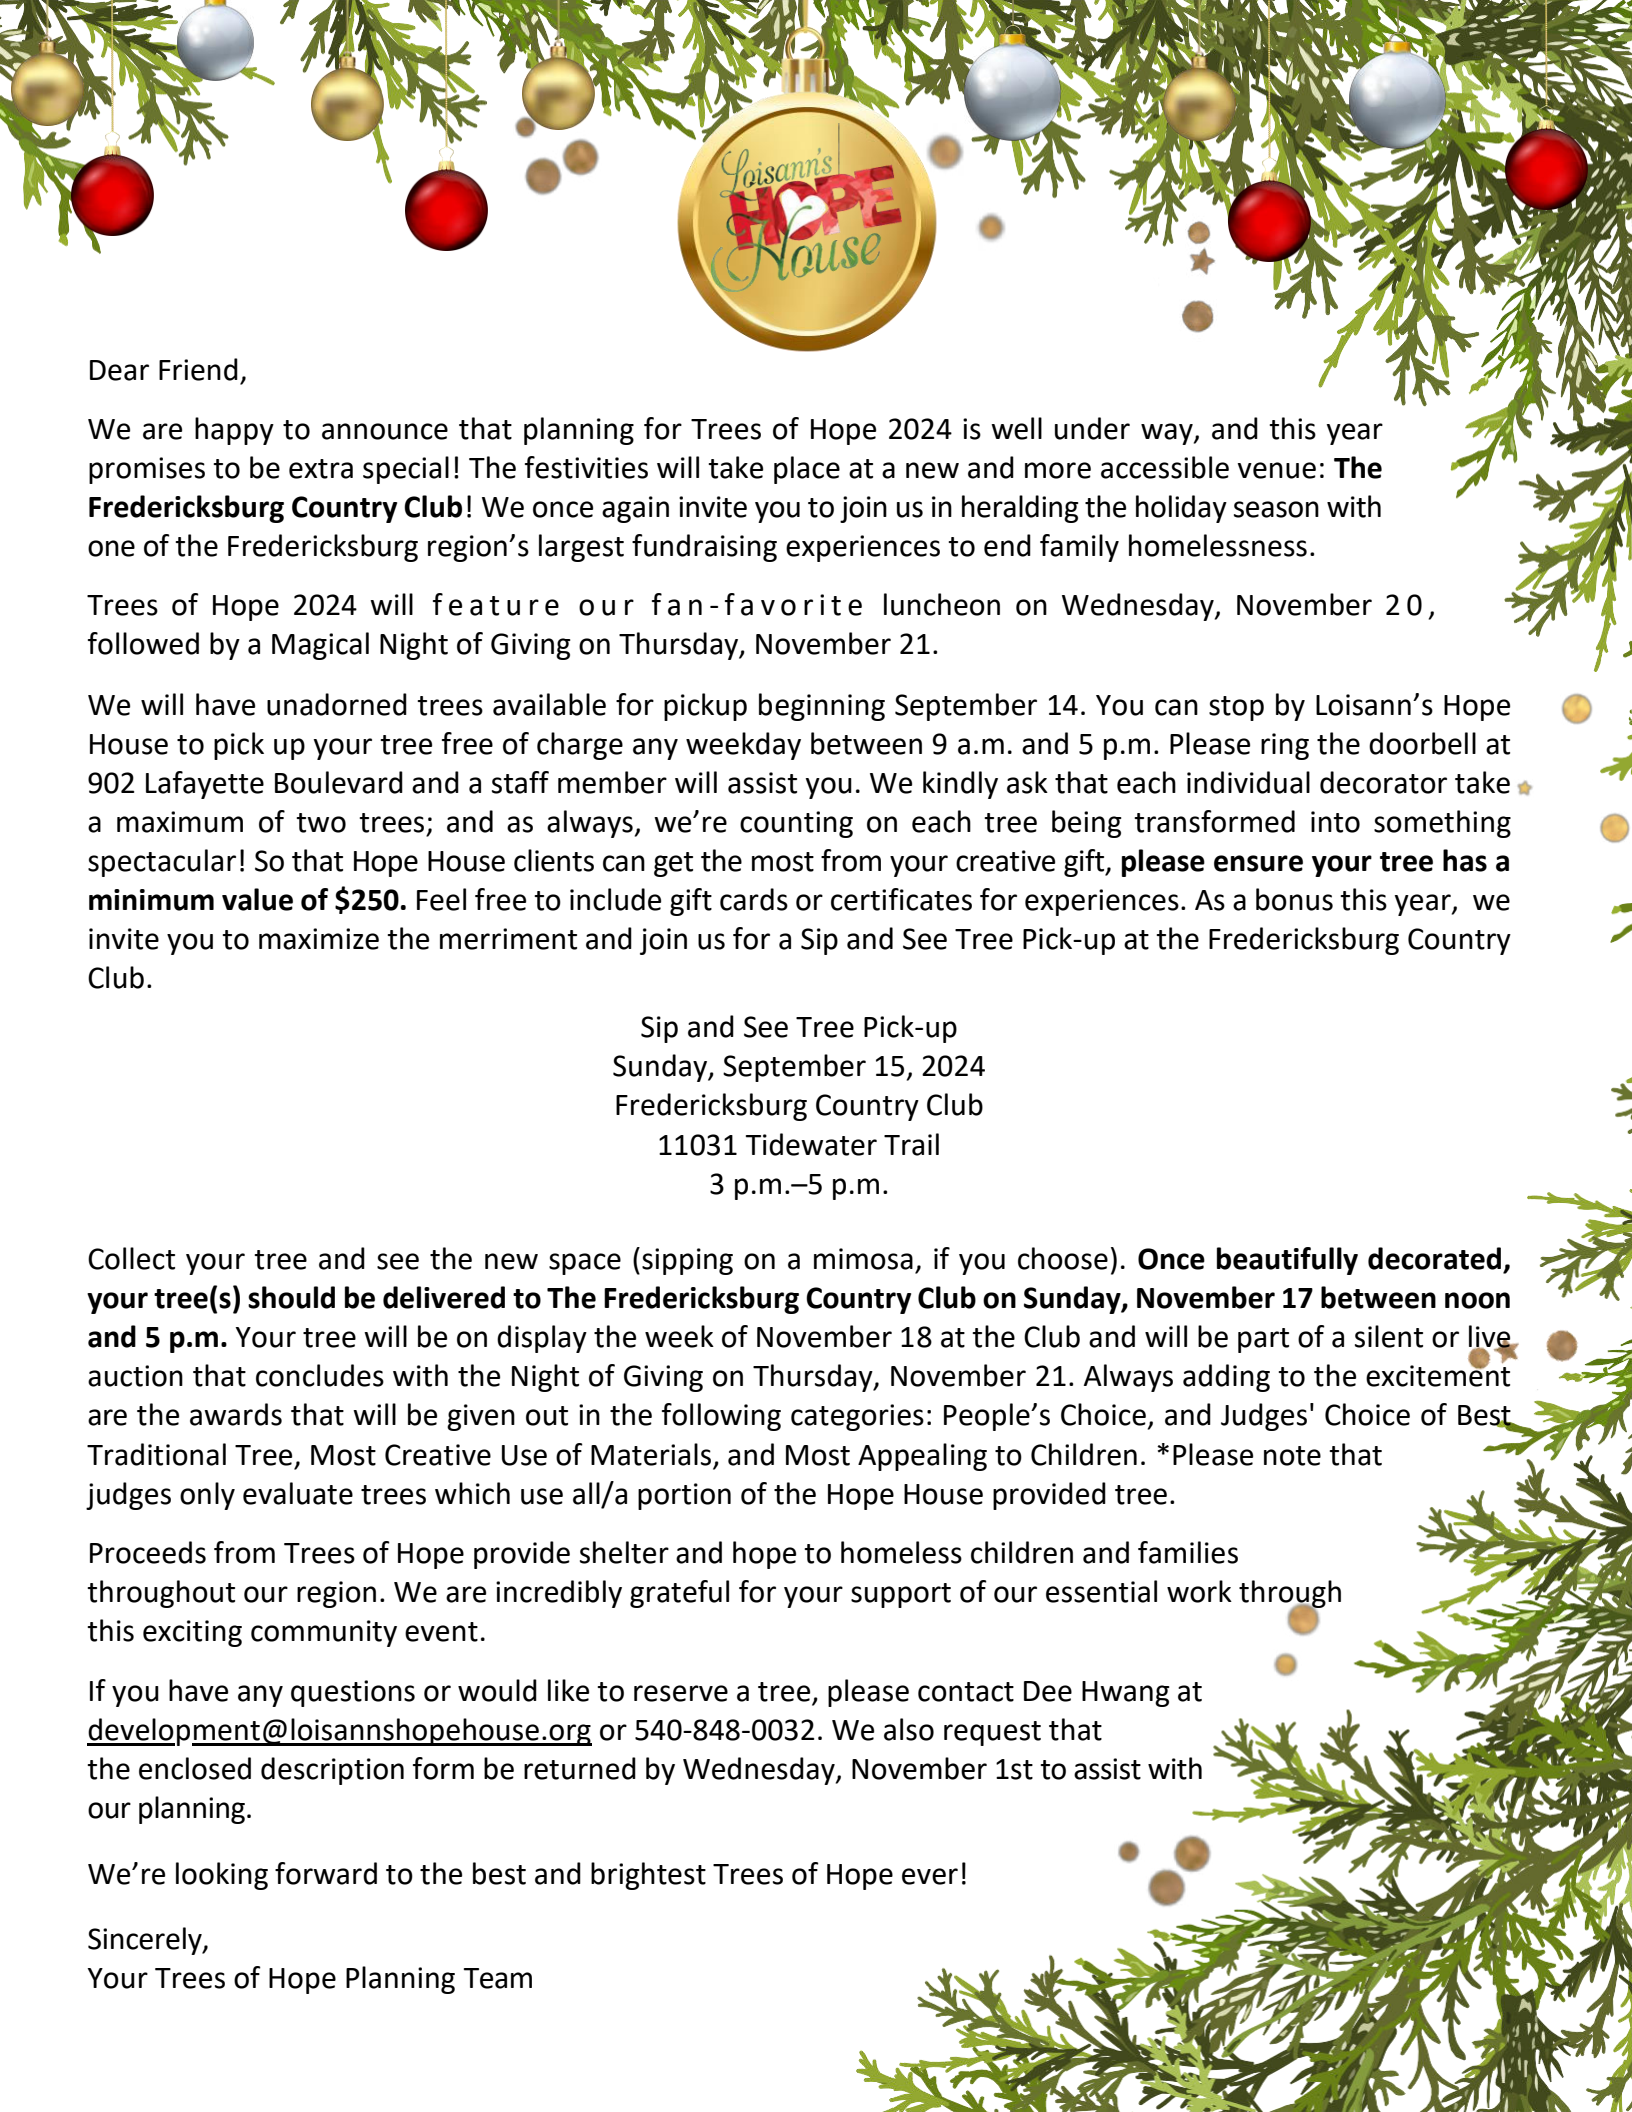 Loisann's
HOPE
House
Dear Friend,
We are happy to announce that planning for Trees of Hope 2024 is well under way, and this year
promises to be extra special! The festivities will take place at a new and more accessible venue: The
Fredericksburg Country Club! We once again invite you to join us in heralding the holiday season with
one of the Fredericksburg region’s largest fundraising experiences to end family homelessness.
Trees of Hope 2024 will feature our fan-favorite luncheon on Wednesday, November 20,
followed by a Magical Night of Giving on Thursday, November 21.
We will have unadorned trees available for pickup beginning September 14. You can stop by Loisann’s Hope
House to pick up your tree free of charge any weekday between 9 a.m. and 5 p.m. Please ring the doorbell at
902 Lafayette Boulevard and a staff member will assist you. We kindly ask that each individual decorator take
a maximum of two trees; and as always, we’re counting on each tree being transformed into something
spectacular! So that Hope House clients can get the most from your creative gift, please ensure your tree has a
minimum value of $250. Feel free to include gift cards or certificates for experiences. As a bonus this year, we
invite you to maximize the merriment and join us for a Sip and See Tree Pick-up at the Fredericksburg Country
Club.
Sip and See Tree Pick-up
Sunday, September 15, 2024
Fredericksburg Country Club
11031 Tidewater Trail
3 p.m.–5 p.m.
Collect your tree and see the new space (sipping on a mimosa, if you choose). Once beautifully decorated,
your tree(s) should be delivered to The Fredericksburg Country Club on Sunday, November 17 between noon
and 5 p.m. Your tree will be on display the week of November 18 at the Club and will be part of a silent or live
auction that concludes with the Night of Giving on Thursday, November 21. Always adding to the excitement
are the awards that will be given out in the following categories: People’s Choice, and Judges' Choice of Best
Traditional Tree, Most Creative Use of Materials, and Most Appealing to Children. *Please note that
judges only evaluate trees which use all/a portion of the Hope House provided tree.
Proceeds from Trees of Hope provide shelter and hope to homeless children and families
throughout our region. We are incredibly grateful for your support of our essential work through
this exciting community event.
If you have any questions or would like to reserve a tree, please contact Dee Hwang at
development@loisannshopehouse.org or 540-848-0032. We also request that
the enclosed description form be returned by Wednesday, November 1st to assist with
our planning.
We’re looking forward to the best and brightest Trees of Hope ever!
Sincerely,
Your Trees of Hope Planning Team